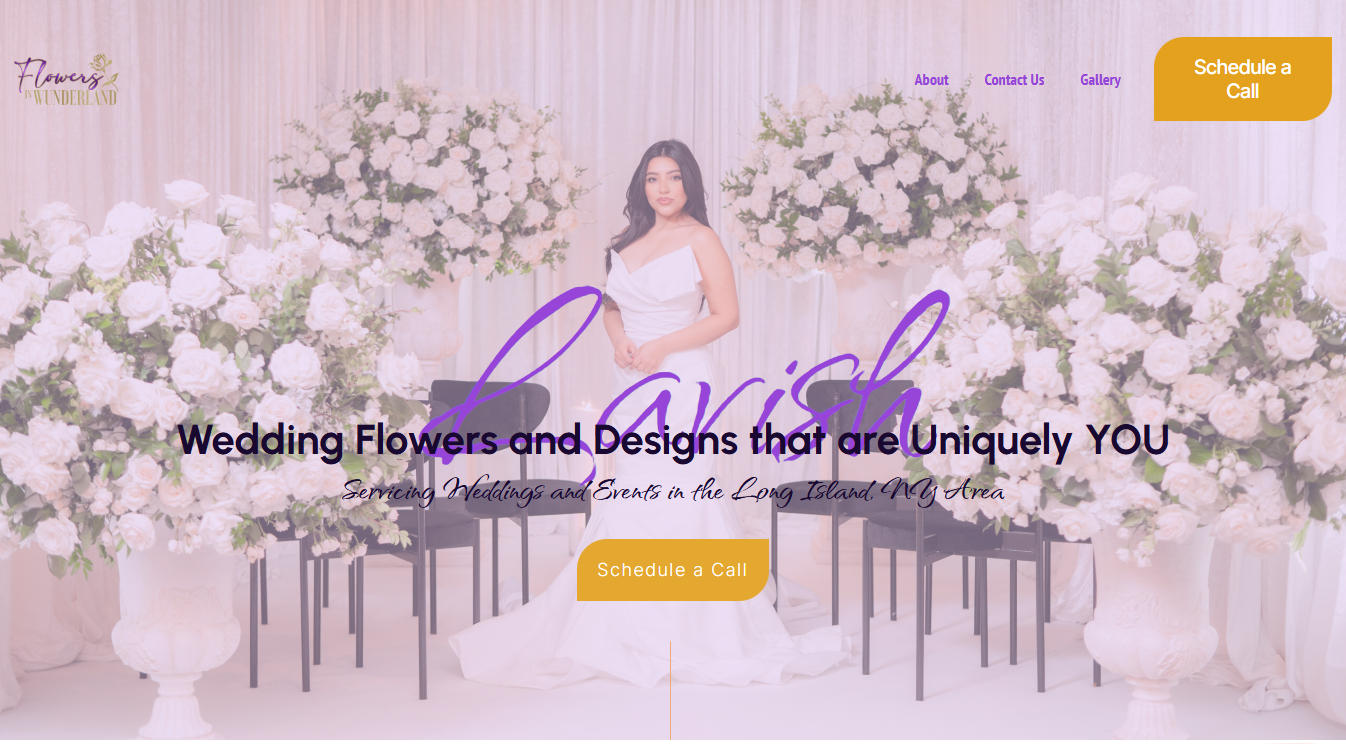 Flowers
IN WUNDERLAND
About Contact Us Gallery
Schedule a
Call
Lavish
Wedding Flowers and Designs that are Uniquely YOU
Servicing Weddings and Events in the Long Island, NY Area
Schedule a Call